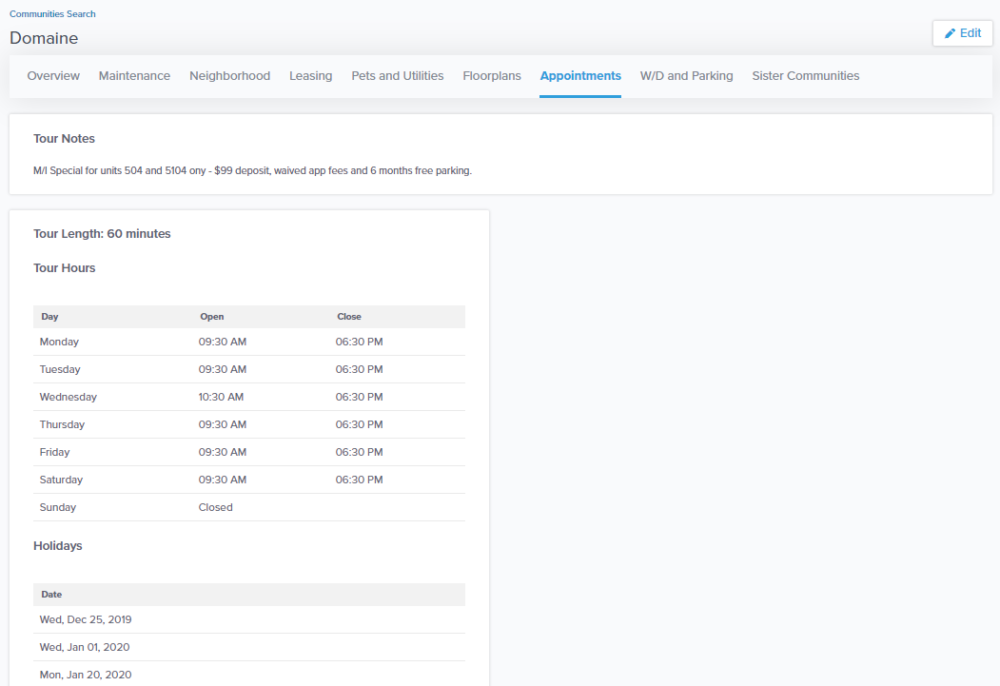 Communities Search
Domaine
Edit
Overview Maintenance Neighborhood Leasing Pets and Utilities Floorplans Appointments W/D and Parking Sister Communities
Tour Notes
M/I Special for units 504 and 5104 ony - $99 deposit, waived app fees and 6 months free parking.
Tour Length: 60 minutes
Tour Hours
Day Open Close
Monday 09:30 AM 06:30 PM
Tuesday 09:30 AM 06:30 PM
Wednesday 10:30 AM 06:30 PM
Thursday 09:30 AM 06:30 PM
Friday 09:30 AM 06:30 PM
Saturday 09:30 AM 06:30 PM
Sunday Closed
Holidays
Date
Wed, Dec 25, 2019
Wed, Jan 01, 2020
Mon, Jan 20, 2020